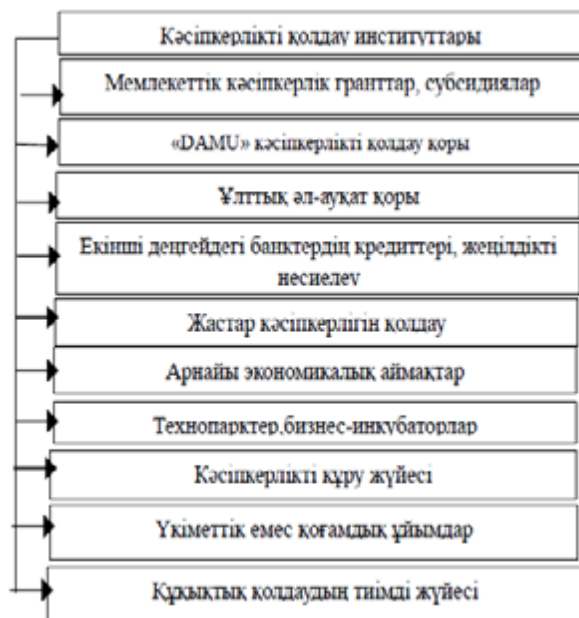 Кәсіпкерлікті қолдау институттары
Мемлекеттік кәсіпкерлік гранттар, субсидиялар
«DAMU» кәсіпкерлікті қолдау қоры
Ұлттық әл-ауқат қоры
Екінші деңгейдегі банктердің кредиттері, жеңілдікті
несиелеу
Жастар кәсіпкерлігін қолдау
Арнайы экономикалық аймақтар
Технопарктер,бизнес-инкубаторлар
Кәсіпкерлікті құру жүйесі
Үкіметтік емес қоғамдық ұйымдар
Құқықтық қолдаудың тиімді жүйесі